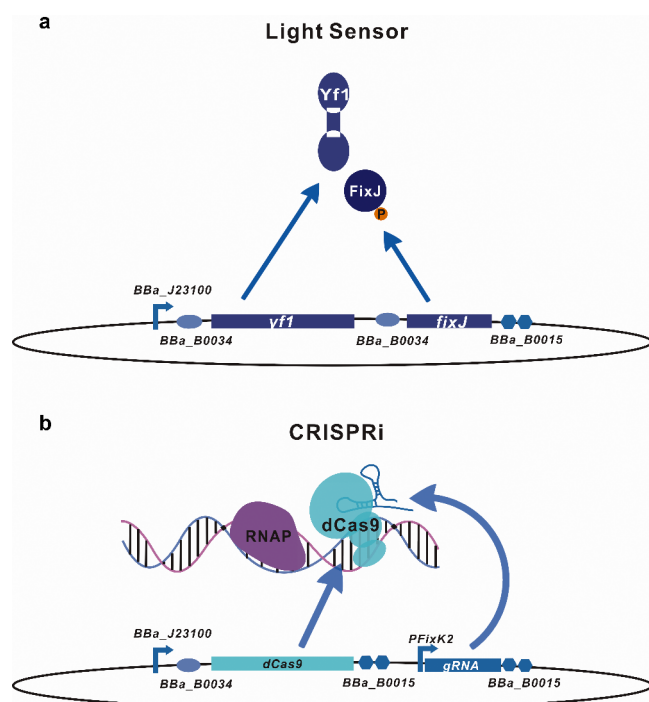 a
Light Sensor
Yf1
FixJ
P
BBa_J23100
yf1
fixJ
BBa_B0034
BBa_B0034
BBa_B0015
b
CRISPRi
RNAP
dCas9
BBa_J23100
PFixK2
dCas9
gRNA
BBa_B0034
BBa_B0015
BBa_B0015